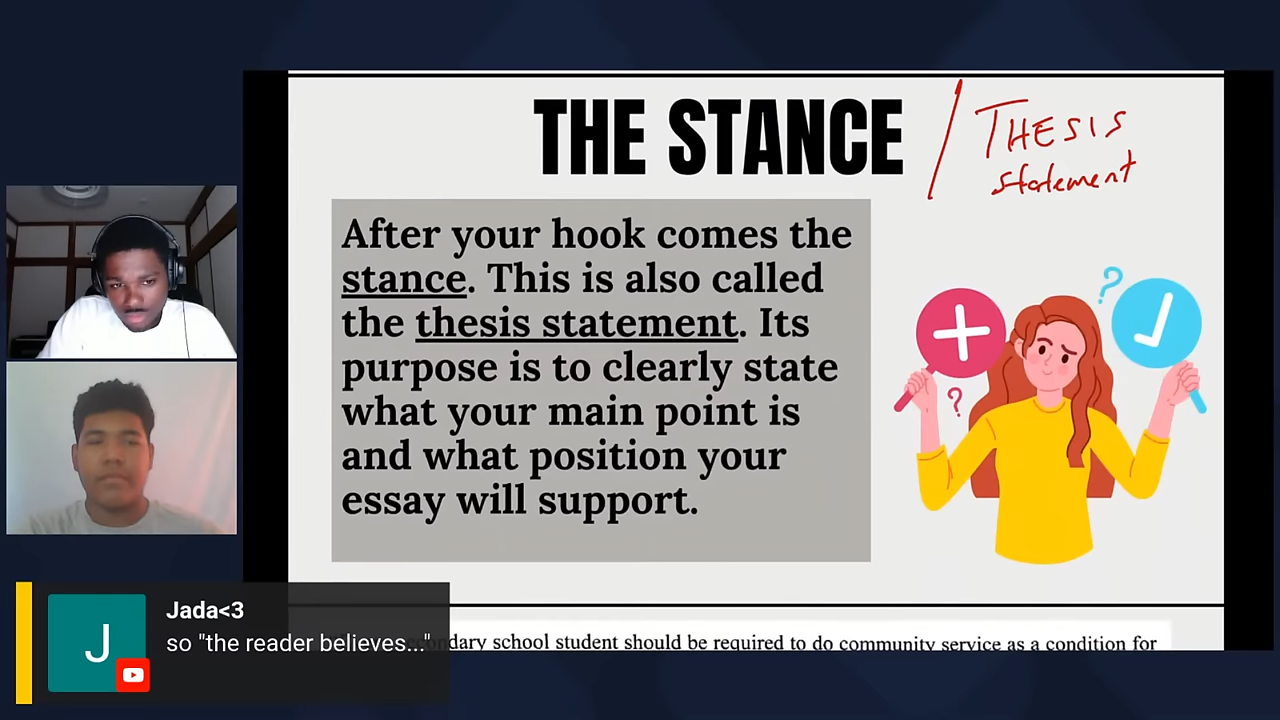 THE STANCE / THESIS
statement
After your hook comes the
stance. This is also called
the thesis statement. Its
purpose is to clearly state
what your main point is
and what position your
essay will support.
?
?
J
Jada<3
so "the reader believes..."
school student should be required to do community service as a condition for